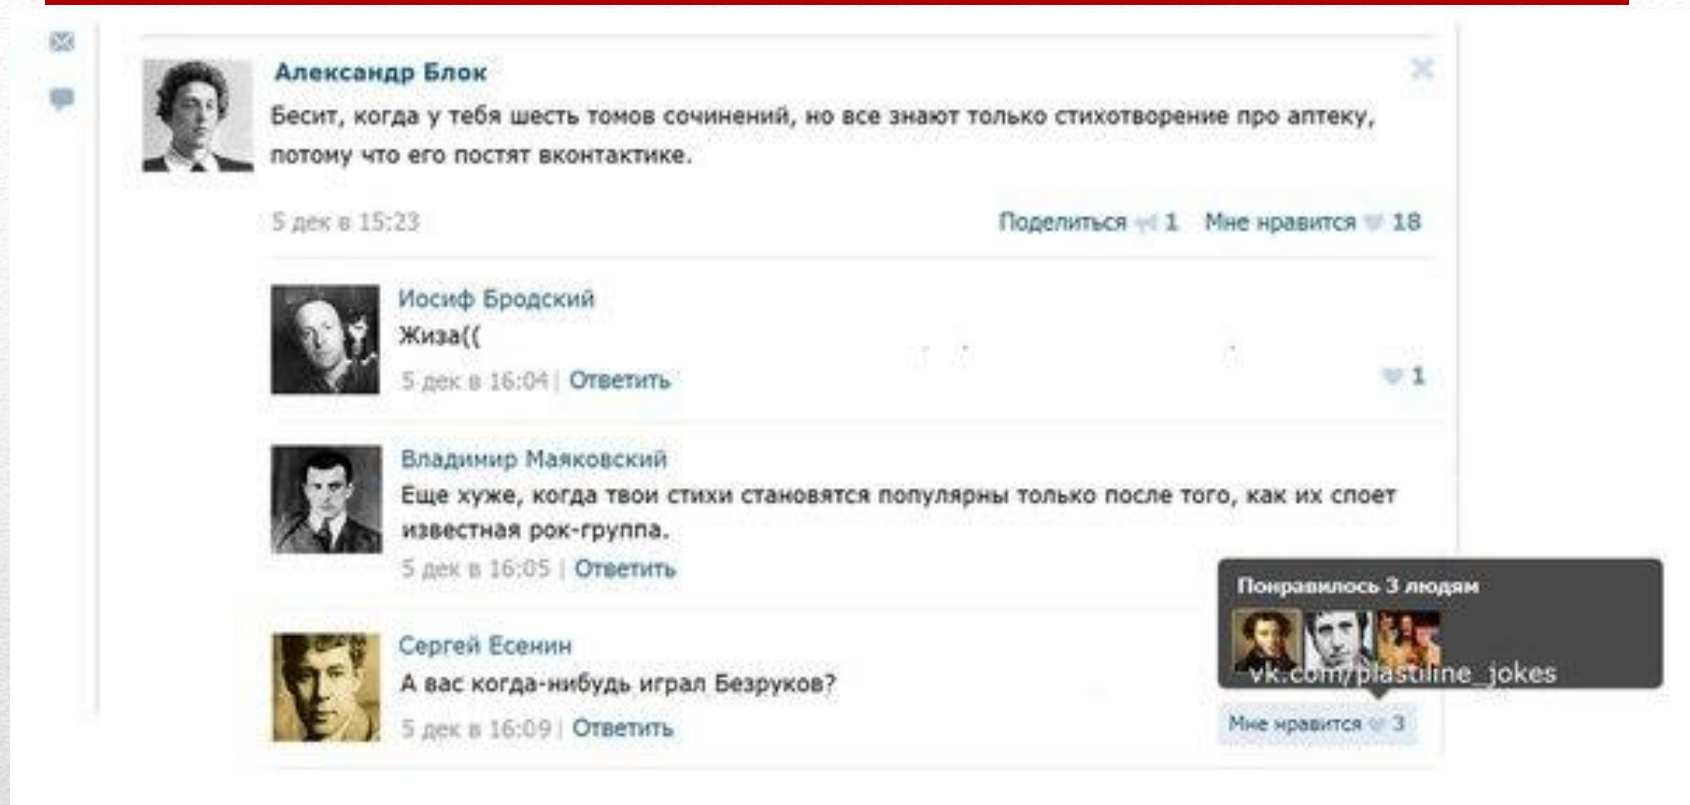 Александр Блок
Бесит, когда у тебя шесть томов сочинений, но все знают только стихотворение про аптеку,
потому что его постят вконтактике.
5 дек в 15:23 Поделиться 1 Мне нравится 18
Иосиф Бродский
Жиза((
5 дек в 16:04 | Ответить 1
Владимир Маяковский
Еще хуже, когда твои стихи становятся популярны только после того, как их споет
известная рок-группа.
5 дек в 16:05 | Ответить
Понравилось 3 людям
Сергей Есенин
А вас когда-нибудь играл Безруков?
vk.com/plastiline_jokes
5 дек в 16:09 | Ответить Мне нравится 3